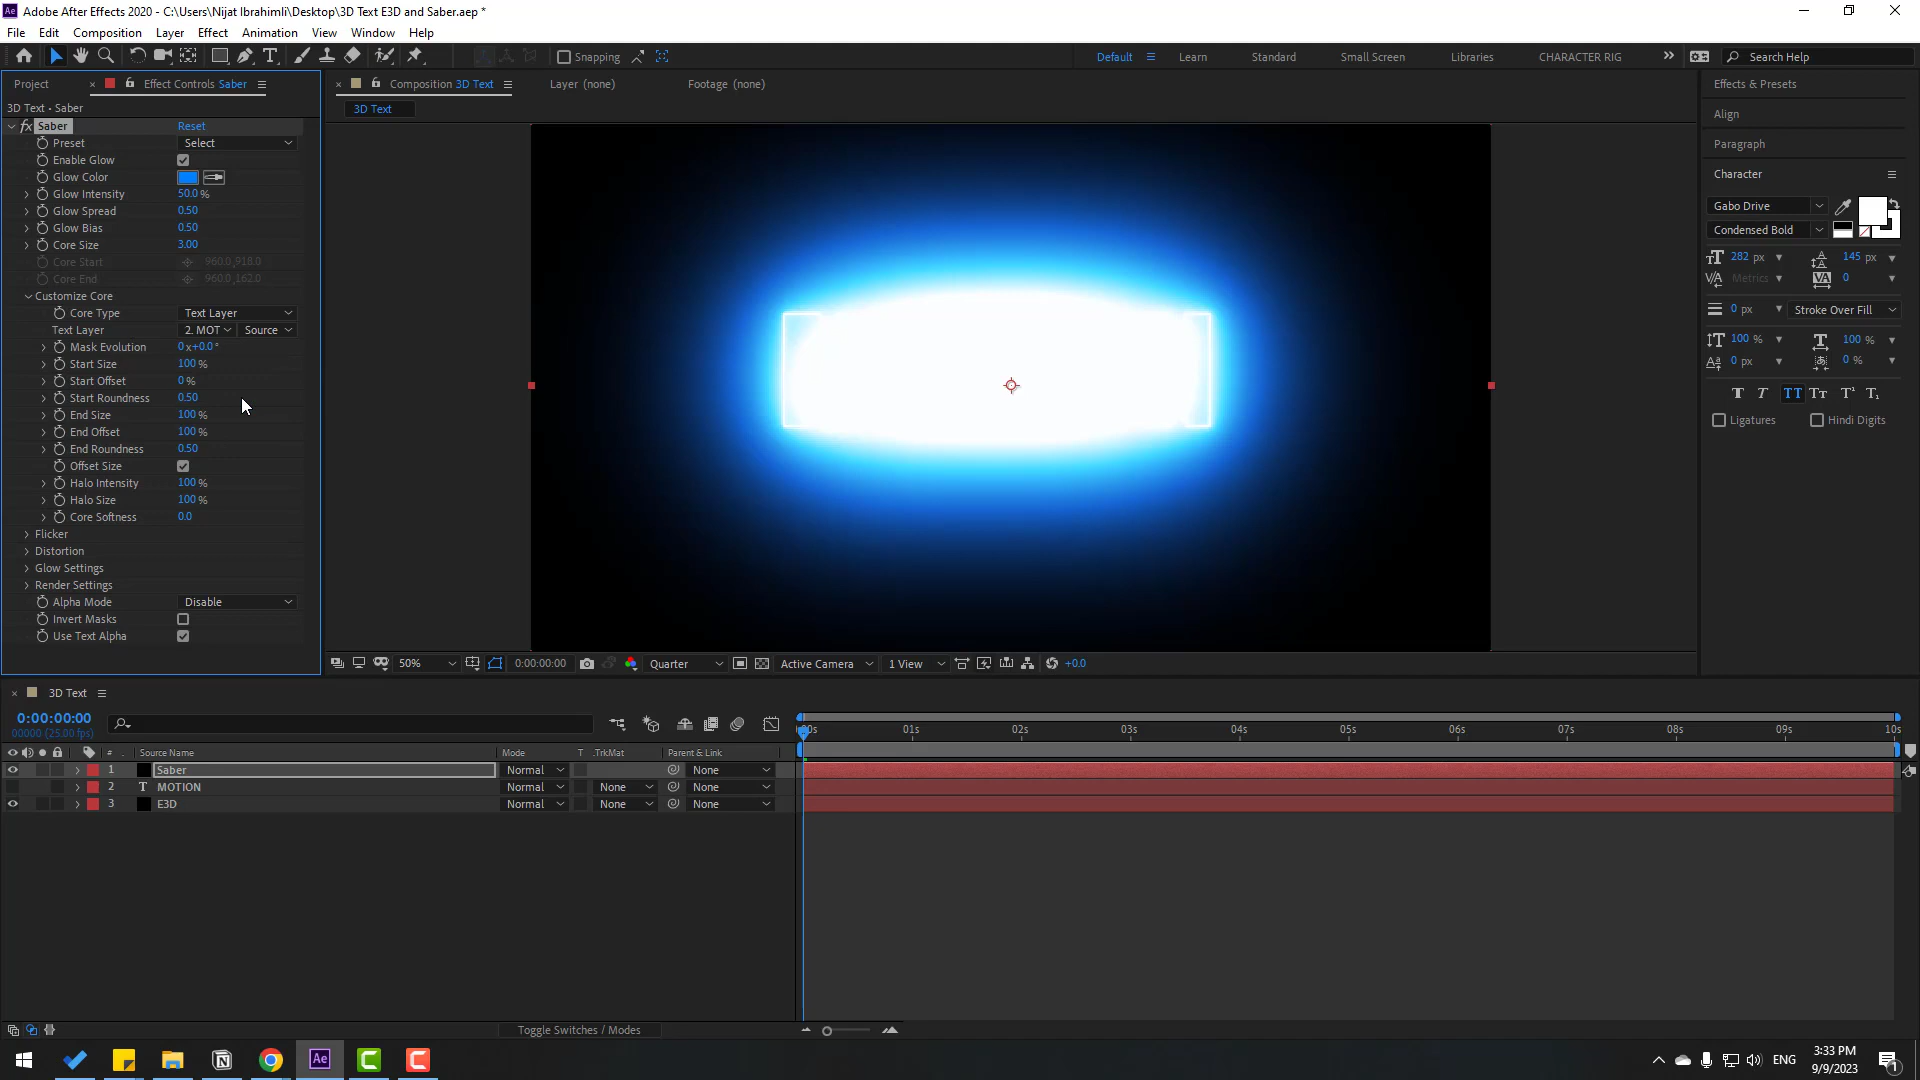 Adobe After Effects 2020 - C:\Users\Nijat Ibrahimli\Desktop\3D Text E3D and Saber.aep *
File Edit Composition Layer Effect Animation View Window Help
Snapping Default Learn Standard Small Screen Libraries CHARACTER RIG Search Help
Project Effect Controls Saber Composition 3D Text Layer (none) Footage (none) Effects & Presets
3D Text • Saber
3D Text
Align
fx Saber Reset
Preset Select
Paragraph
Enable Glow
Glow Color
Character
Glow Intensity 50.0 %
Glow Spread 0.50
Gabo Drive
Glow Bias 0.50
Condensed Bold
Core Size 3.00
Core Start 960.0,918.0
282 px 145 px
Core End 960.0,162.0
Metrics 0
Customize Core
Core Type Text Layer
0 px Stroke Over Fill
Text Layer 2. MOT Source
100 % 100 %
Mask Evolution 0 x+0.0 °
0 px 0 %
Start Size 100 %
Start Offset 0 %
Start Roundness 0.50
End Size 100 %
Ligatures Hindi Digits
End Offset 100 %
End Roundness 0.50
Offset Size
Halo Intensity 100 %
Halo Size 100 %
Core Softness 0.0
Flicker
Distortion
Glow Settings
Render Settings
Alpha Mode Disable
Invert Masks
Use Text Alpha
50% 0:00:00:00 Quarter Active Camera 1 View +0.0
3D Text
0:00:00:00
00000 (25.00 fps)
:00s 01s 02s 03s 04s 05s 06s 07s 08s 09s 10s
# Source Name Mode T .TrkMat Parent & Link
1 Saber Normal None
2 T MOTION Normal None None
3 E3D Normal None None
Toggle Switches / Modes
Ae ENG 3:33 PM
9/9/2023
1